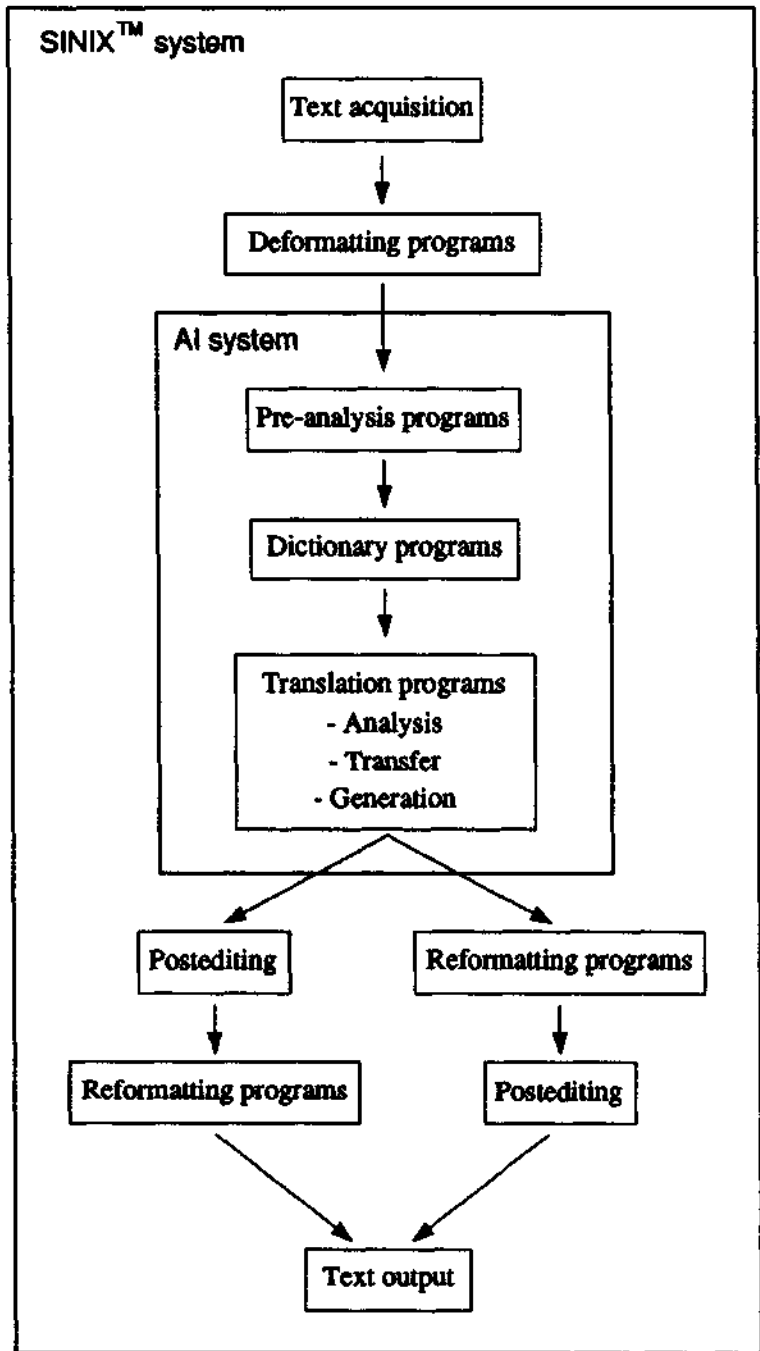 SINIX™ system
Text acquisition
Deformatting programs
AI system
Pre-analysis programs
Dictionary programs
Translation programs
- Analysis
- Transfer
- Generation
Postediting
Reformatting programs
Reformatting programs
Postediting
Text output